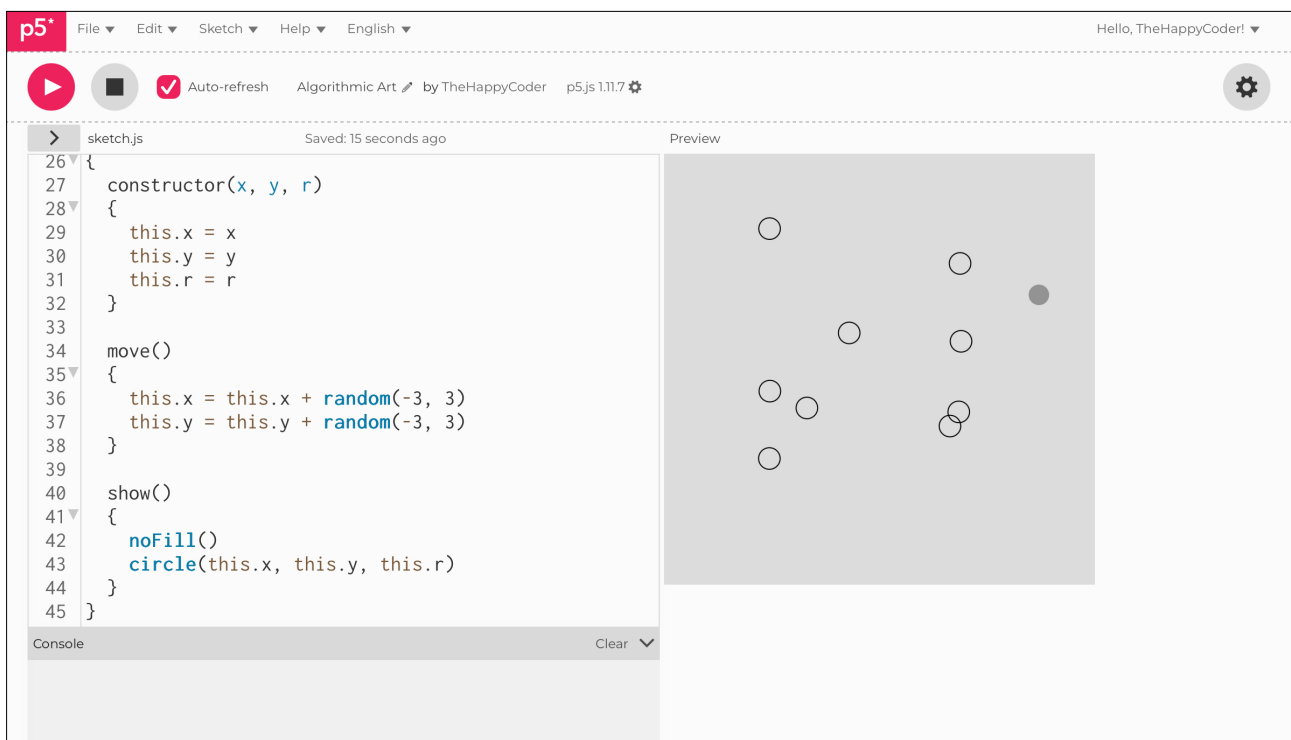 p5* File Edit Sketch Help English Hello, TheHappyCoder!
Auto-refresh Algorithmic Art by TheHappyCoder p5.js 1.11.7
sketch.js Saved: 15 seconds ago Preview
26 {
27   constructor(x, y, r)
28   {
29     this.x = x
30     this.y = y
31     this.r = r
32   }
33
34   move()
35   {
36     this.x = this.x + random(-3, 3)
37     this.y = this.y + random(-3, 3)
38   }
39
40   show()
41   {
42     noFill()
43     circle(this.x, this.y, this.r)
44   }
45 }
Console Clear